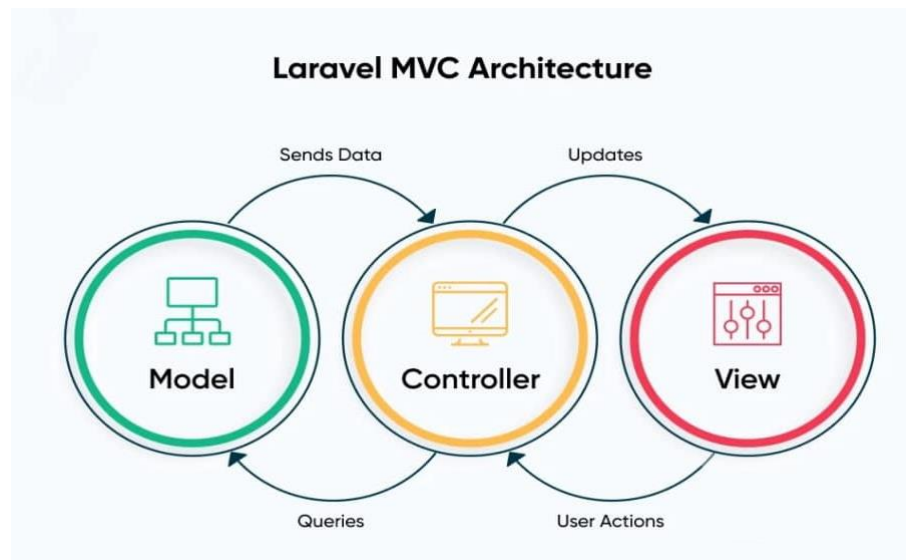 Laravel MVC Architecture
Sends Data
Updates
Model
Controller
View
Queries
User Actions